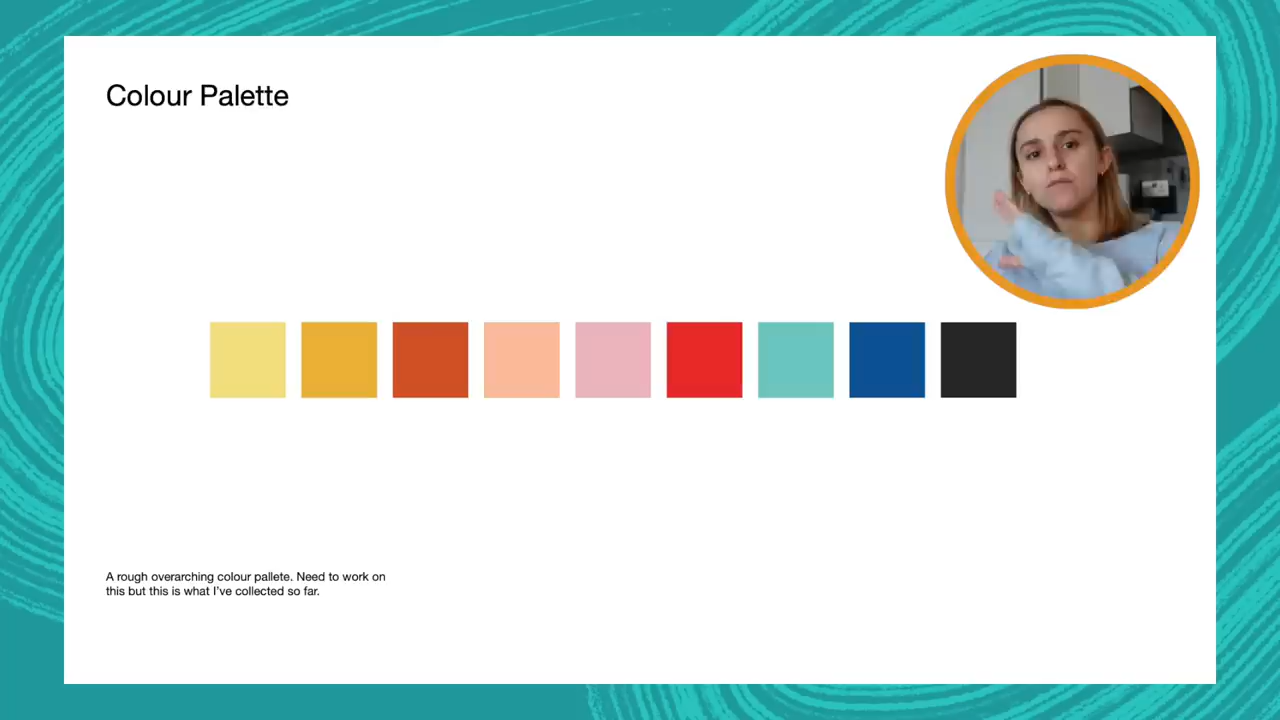 Colour Palette
A rough overarching colour pallete. Need to work on
this but this is what I've collected so far.